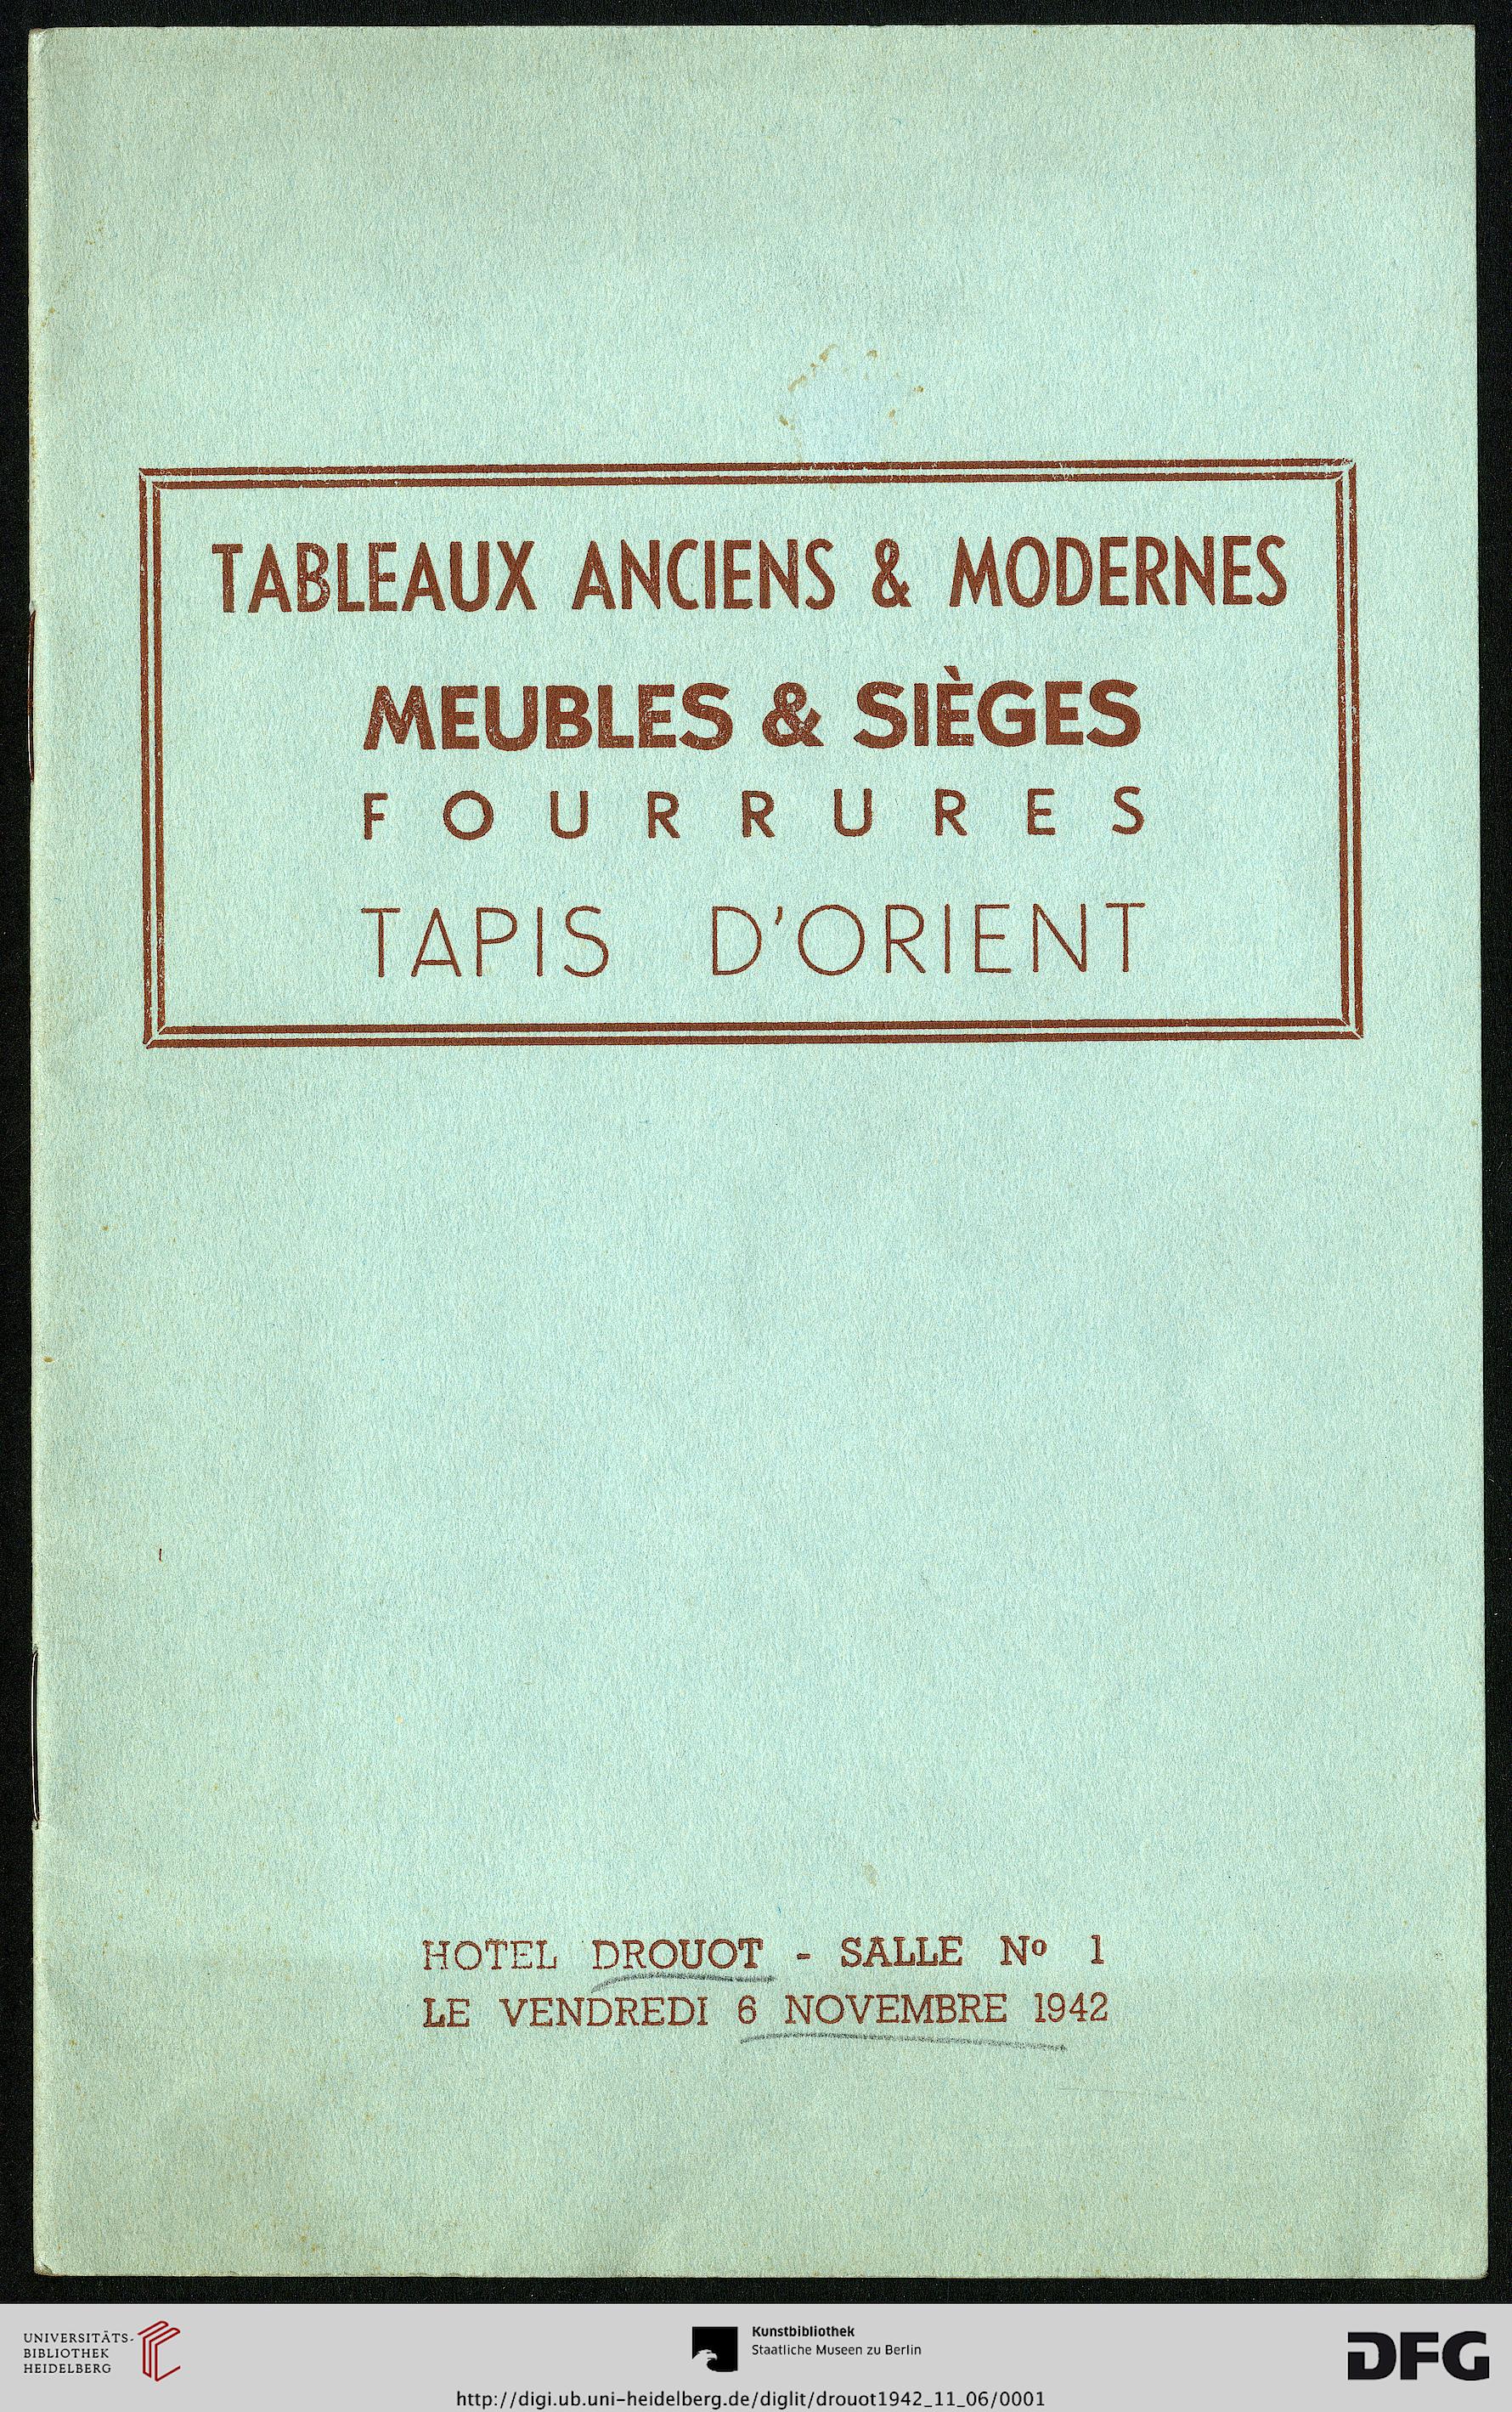 TABLEAUX ANCIENS & MODERNES
MEUBLES & SIÈGES
FOURRURES
TAPIS D'ORIENT
HOTEL DROUOT - SALLE Nº 1
LE VENDREDI 6 NOVEMBRE 1942
UNIVERSITÄTS-
BIBLIOTHEK
HEIDELBERG
Kunstbibliothek
Staatliche Museen zu Berlin
DFG
http://digi.ub.uni-heidelberg.de/diglit/drouot1942_11_06/0001